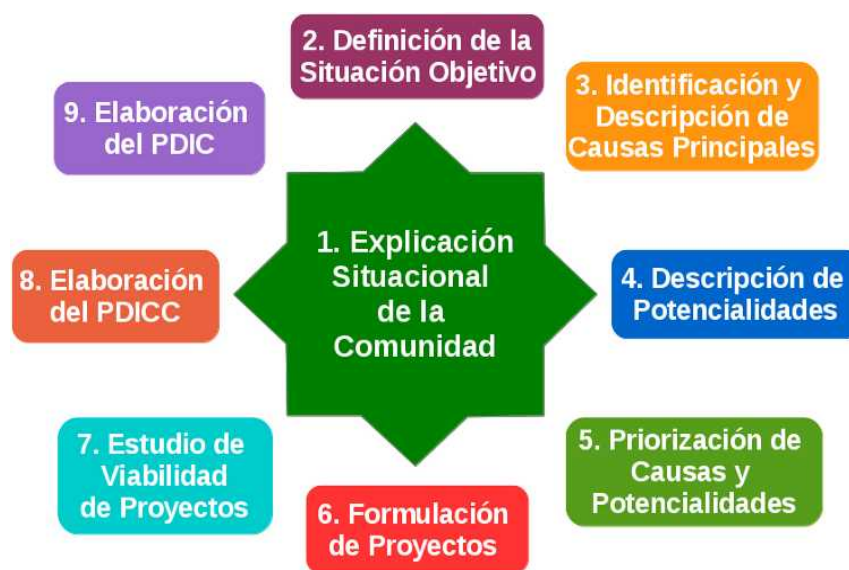 1. Explicación
Situacional
de la
Comunidad
2. Definición de la
Situación Objetivo
3. Identificación y
Descripción de
Causas Principales
4. Descripción de
Potencialidades
5. Priorización de
Causas y
Potencialidades
6. Formulación
de Proyectos
7. Estudio de
Viabilidad
de Proyectos
8. Elaboración
del PDICC
9. Elaboración
del PDIC